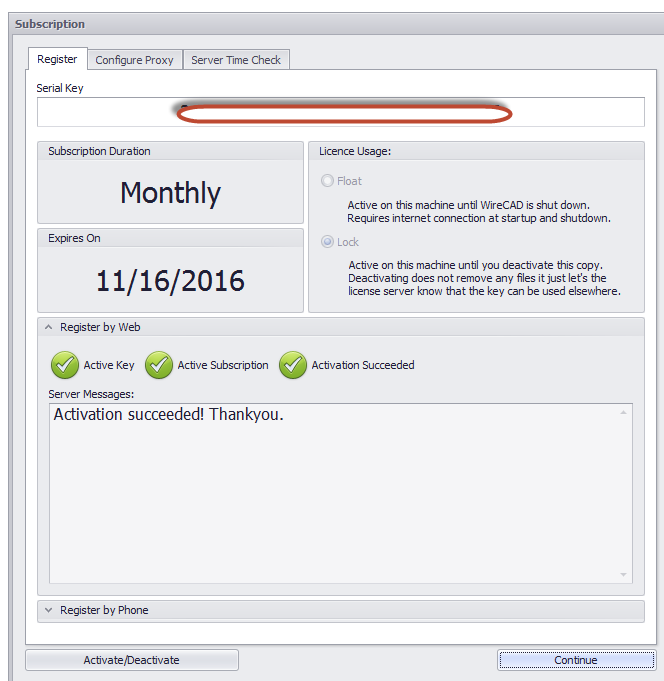 Subscription
Register Configure Proxy Server Time Check
Serial Key
Subscription Duration
Monthly
Expires On
11/16/2016
Licence Usage:
Float
Active on this machine until WireCAD is shut down.
Requires internet connection at startup and shutdown.
Lock
Active on this machine until you deactivate this copy.
Deactivating does not remove any files it just let's the
license server know that the key can be used elsewhere.
Register by Web
Active Key Active Subscription Activation Succeeded
Server Messages:
Activation succeeded! Thankyou.
Register by Phone
Activate/Deactivate Continue